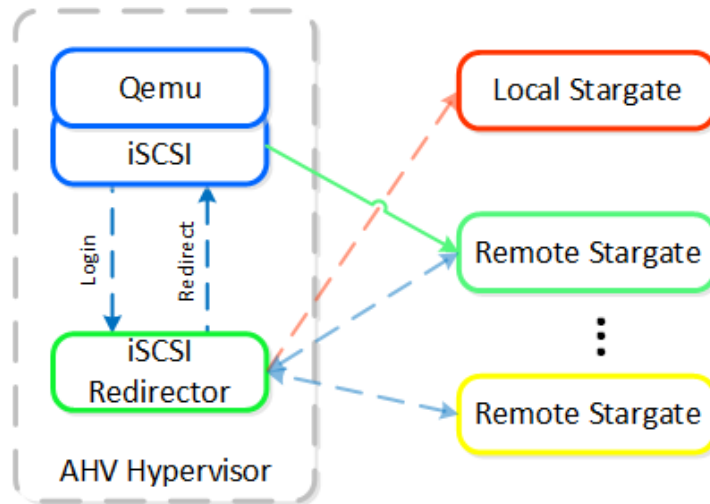 Qemu
iSCSI
Login
Redirect
iSCSI
Redirector
AHV Hypervisor
Local Stargate
Remote Stargate
Remote Stargate